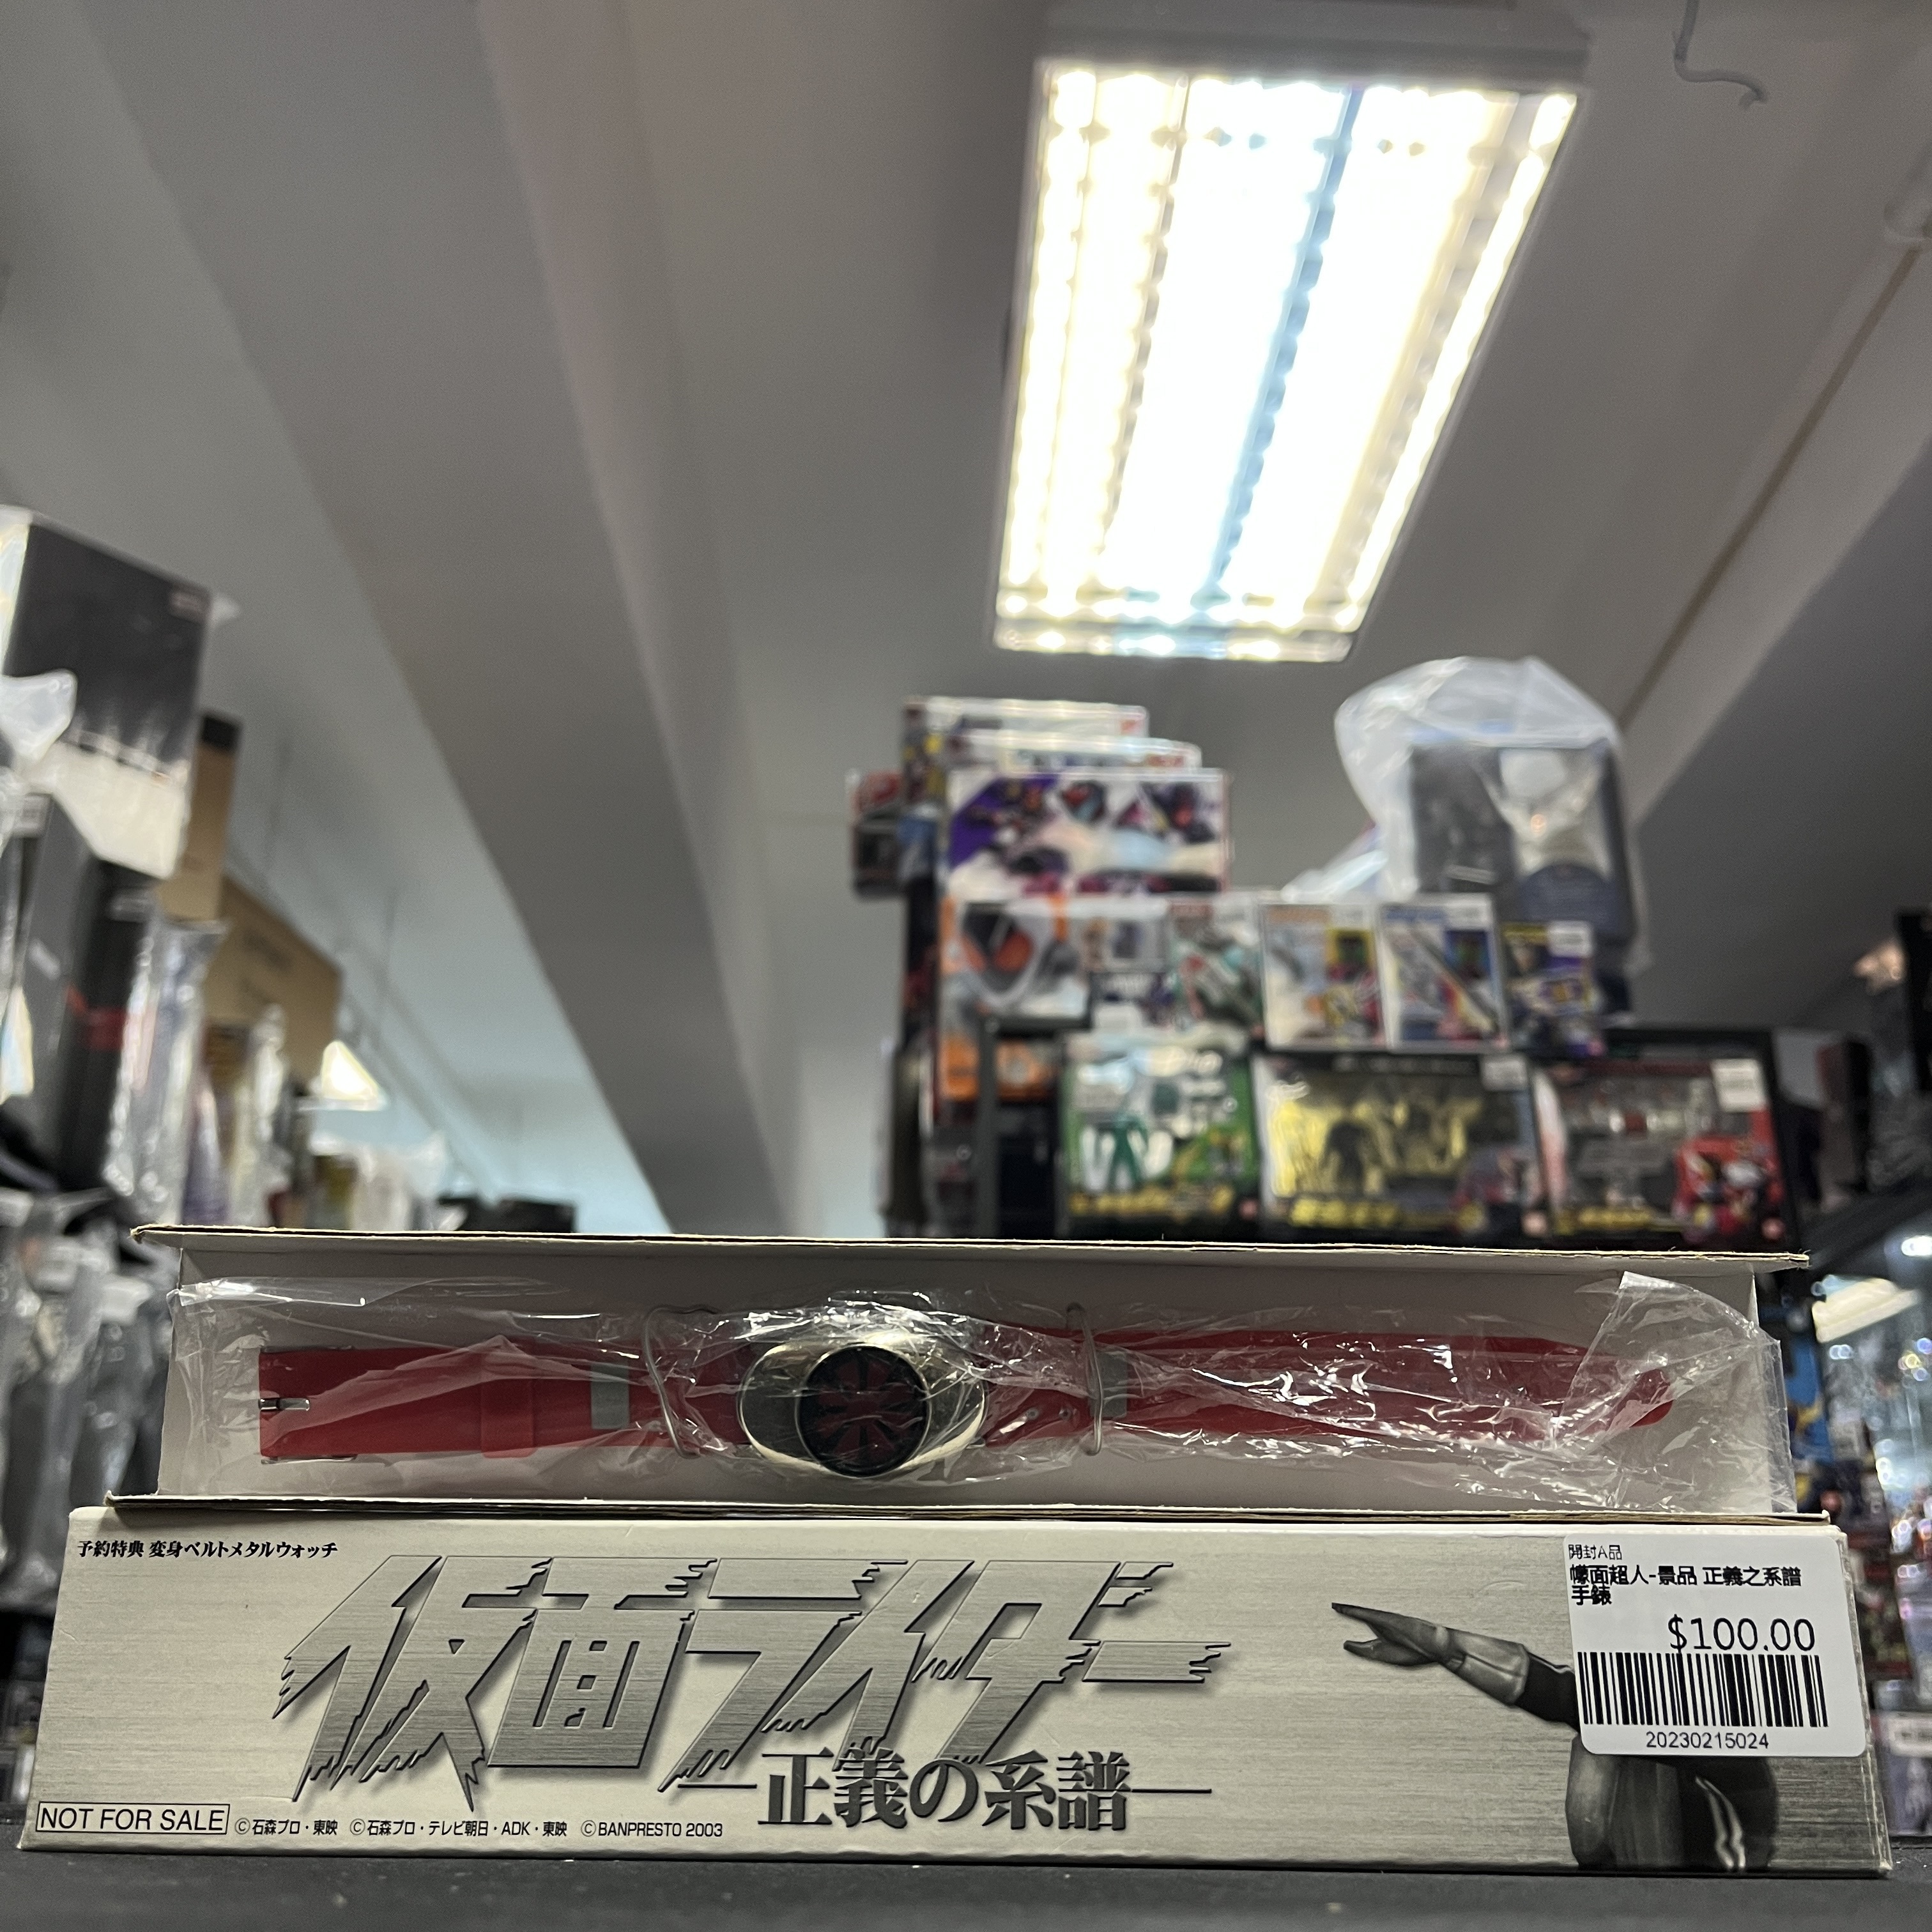 予約特典 変身ベルトメタルウォッチ
仮面ライダー
正義の系譜
NOT FOR SALE
©石森プロ・東映 ©石森プロ・テレビ朝日・ADK・東映 ©BANPRESTO 2003
開封A品
幪面超人-景品 正義之系譜
手錶
$100.00
20230215024